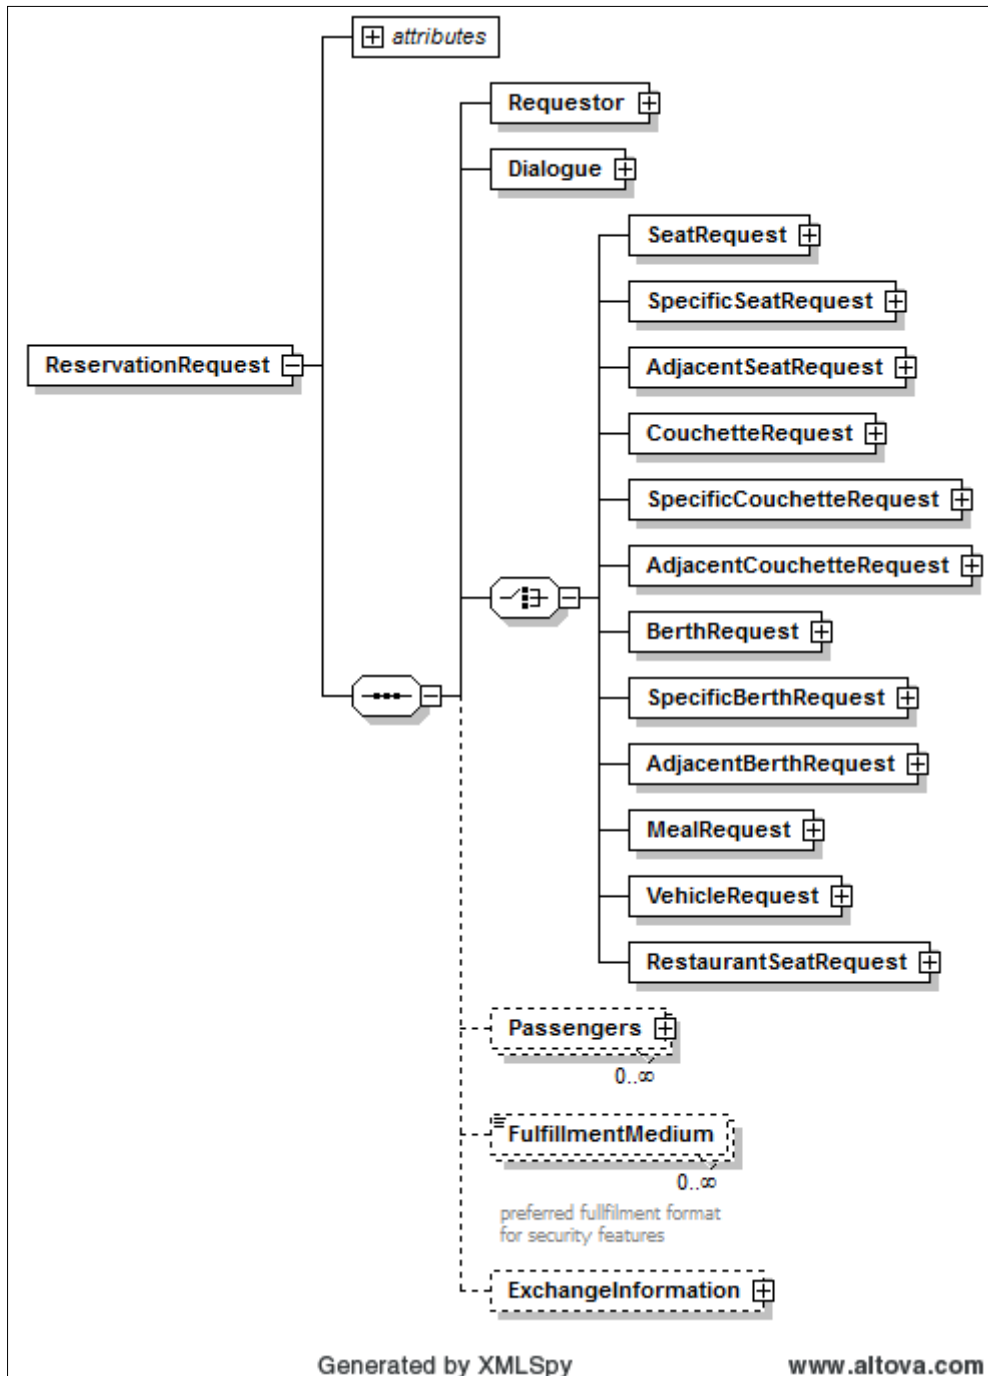 attributes
Requestor
Dialogue
SeatRequest
SpecificSeatRequest
ReservationRequest
AdjacentSeatRequest
CouchetteRequest
SpecificCouchetteRequest
AdjacentCouchetteRequest
BerthRequest
SpecificBerthRequest
AdjacentBerthRequest
MealRequest
VehicleRequest
RestaurantSeatRequest
Passengers
0..∞
FulfillmentMedium
0..∞
preferred fullfilment format
for security features
ExchangeInformation
Generated by XMLSpy
www.altova.com